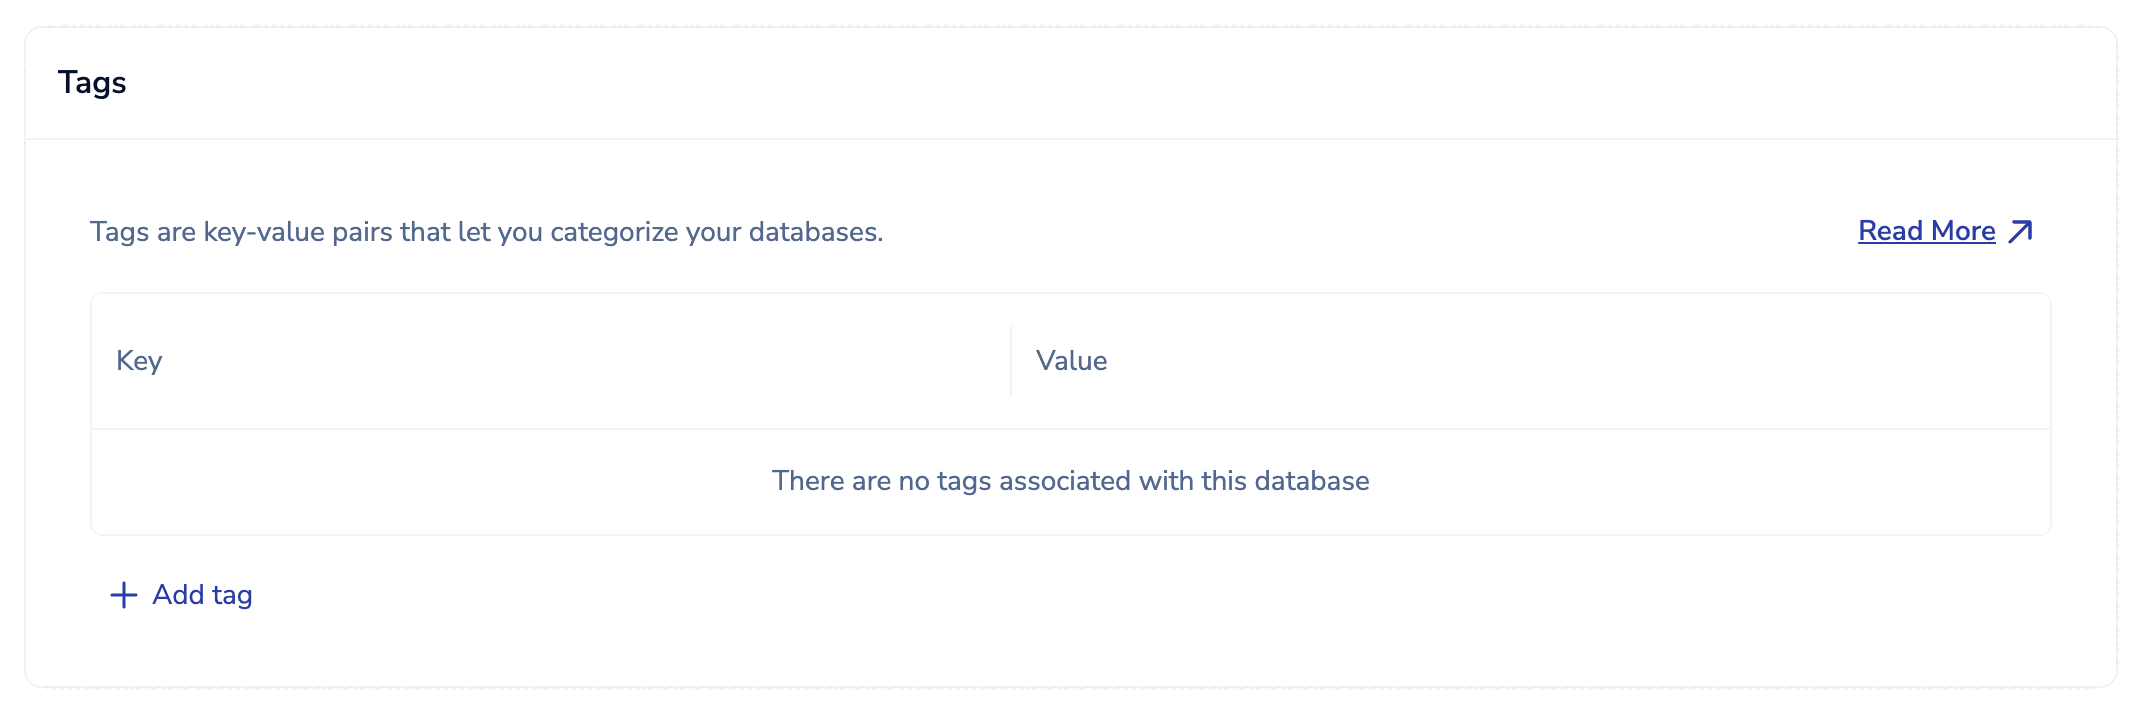 Tags
Tags are key-value pairs that let you categorize your databases.
Read More
Key
Value
There are no tags associated with this database
Add tag